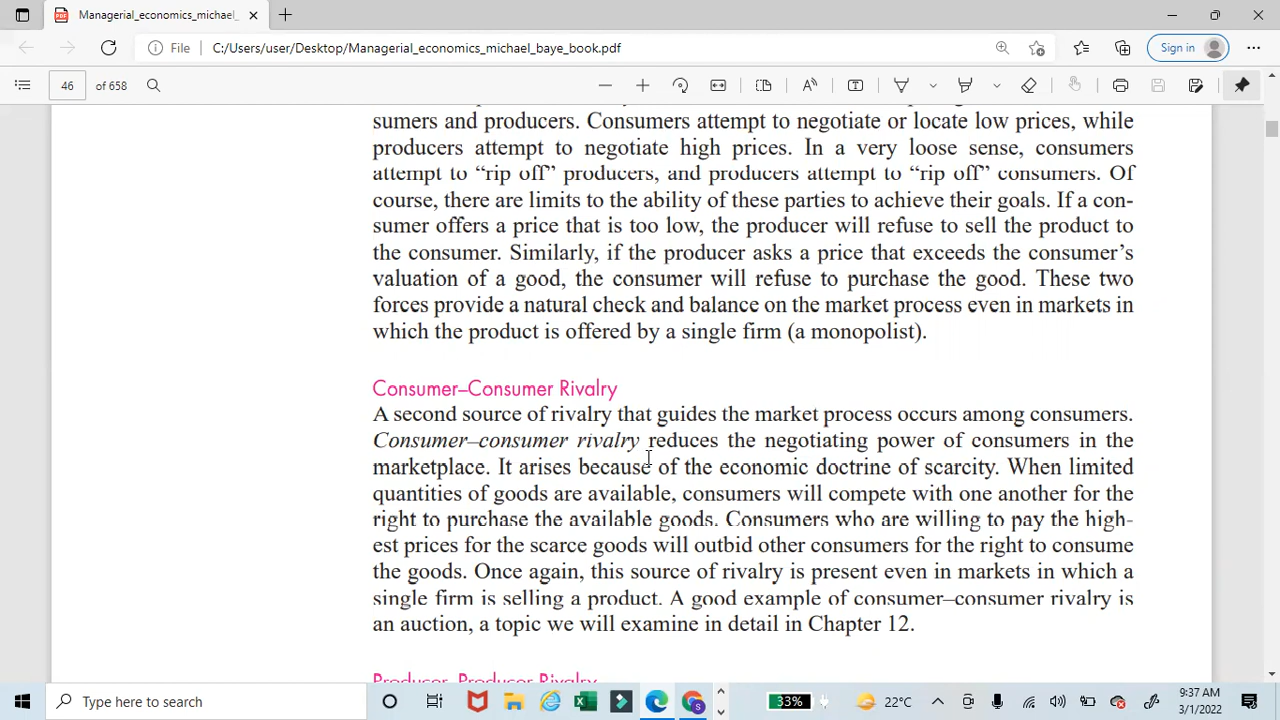 Managerial_economics_michael_
File
C:/Users/user/Desktop/Managerial_economics_michael_baye_book.pdf
Sign in
46 of 658
sumers and producers. Consumers attempt to negotiate or locate low prices, while
producers attempt to negotiate high prices. In a very loose sense, consumers
attempt to “rip off” producers, and producers attempt to “rip off” consumers. Of
course, there are limits to the ability of these parties to achieve their goals. If a con-
sumer offers a price that is too low, the producer will refuse to sell the product to
the consumer. Similarly, if the producer asks a price that exceeds the consumer’s
valuation of a good, the consumer will refuse to purchase the good. These two
forces provide a natural check and balance on the market process even in markets in
which the product is offered by a single firm (a monopolist).
Consumer–Consumer Rivalry
A second source of rivalry that guides the market process occurs among consumers.
Consumer–consumer rivalry reduces the negotiating power of consumers in the
marketplace. It arises because of the economic doctrine of scarcity. When limited
quantities of goods are available, consumers will compete with one another for the
right to purchase the available goods. Consumers who are willing to pay the high-
est prices for the scarce goods will outbid other consumers for the right to consume
the goods. Once again, this source of rivalry is present even in markets in which a
single firm is selling a product. A good example of consumer–consumer rivalry is
an auction, a topic we will examine in detail in Chapter 12.
Producer–Producer Rivalry
Type here to search
33%
22°C
9:37 AM
3/1/2022